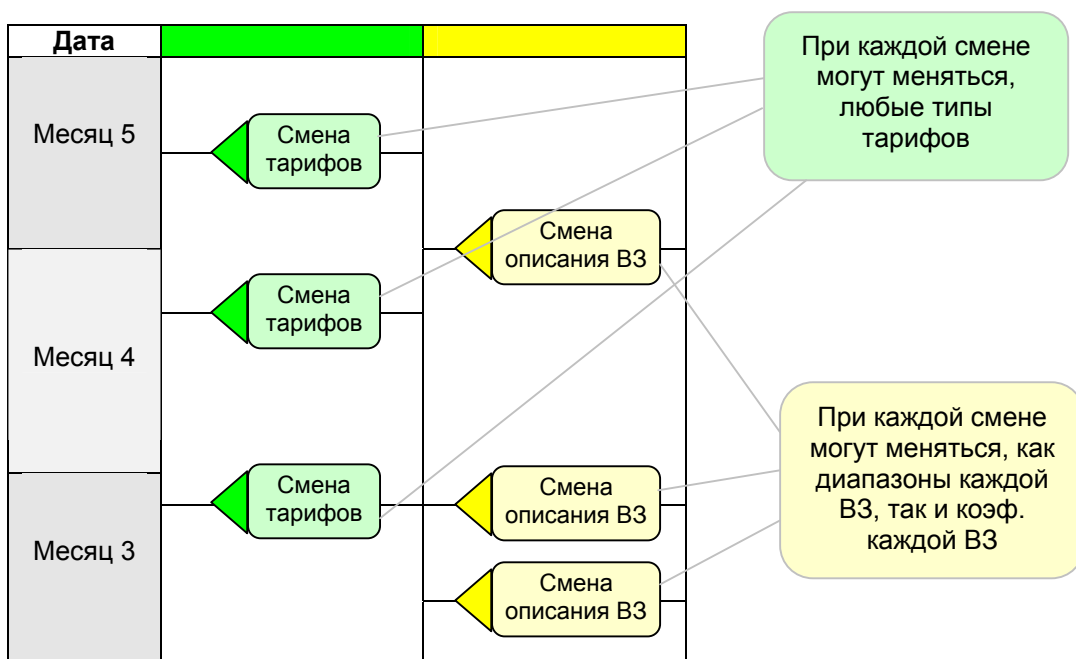 Дата
При каждой смене
могут меняться,
любые типы
тарифов
Месяц 5
Смена
тарифов
Смена
описания ВЗ
Смена
тарифов
Месяц 4
При каждой смене
могут меняться, как
диапазоны каждой
ВЗ, так и коэф.
каждой ВЗ
Смена
тарифов
Смена
описания ВЗ
Месяц 3
Смена
описания ВЗ